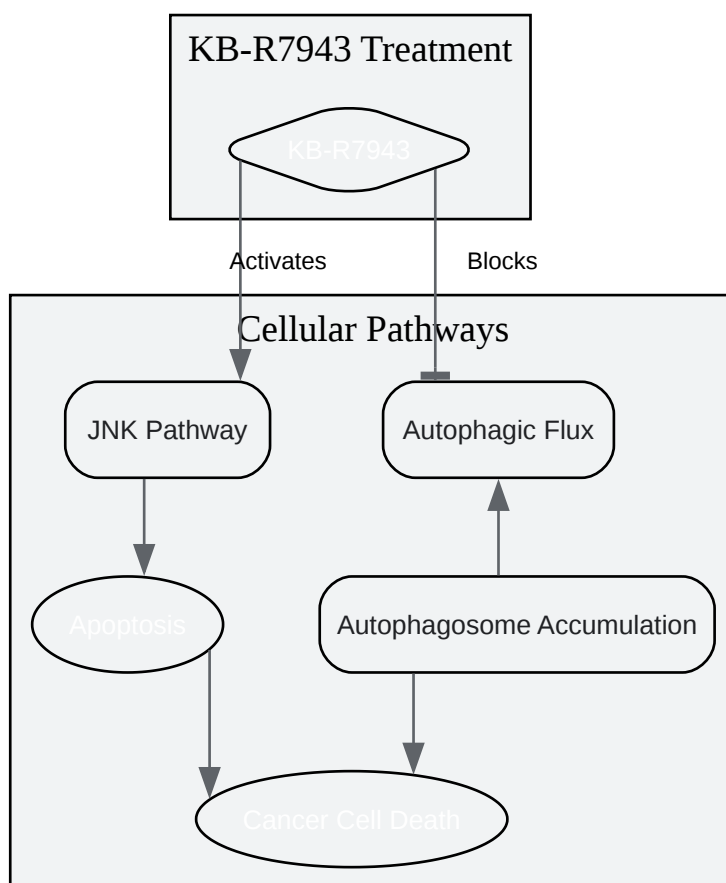 KB-R7943 Treatment
KB-R7943
Activates
Blocks
Cellular Pathways
JNK Pathway
Autophagic Flux
Apoptosis
Autophagosome Accumulation
Cancer Cell Death